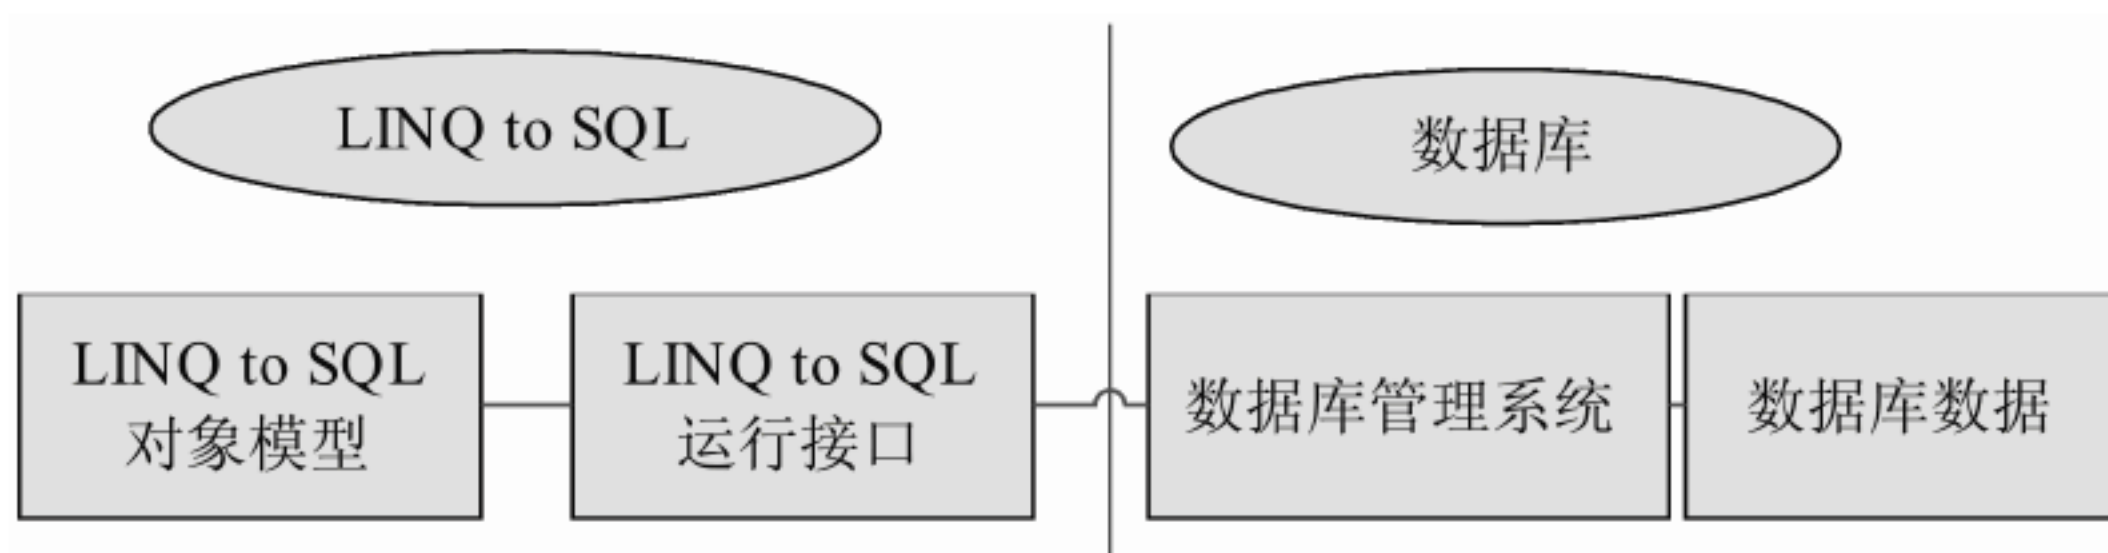 LINQ to SQL
数据库
LINQ to SQL
对象模型
LINQ to SQL
运行接口
数据库管理系统
数据库数据